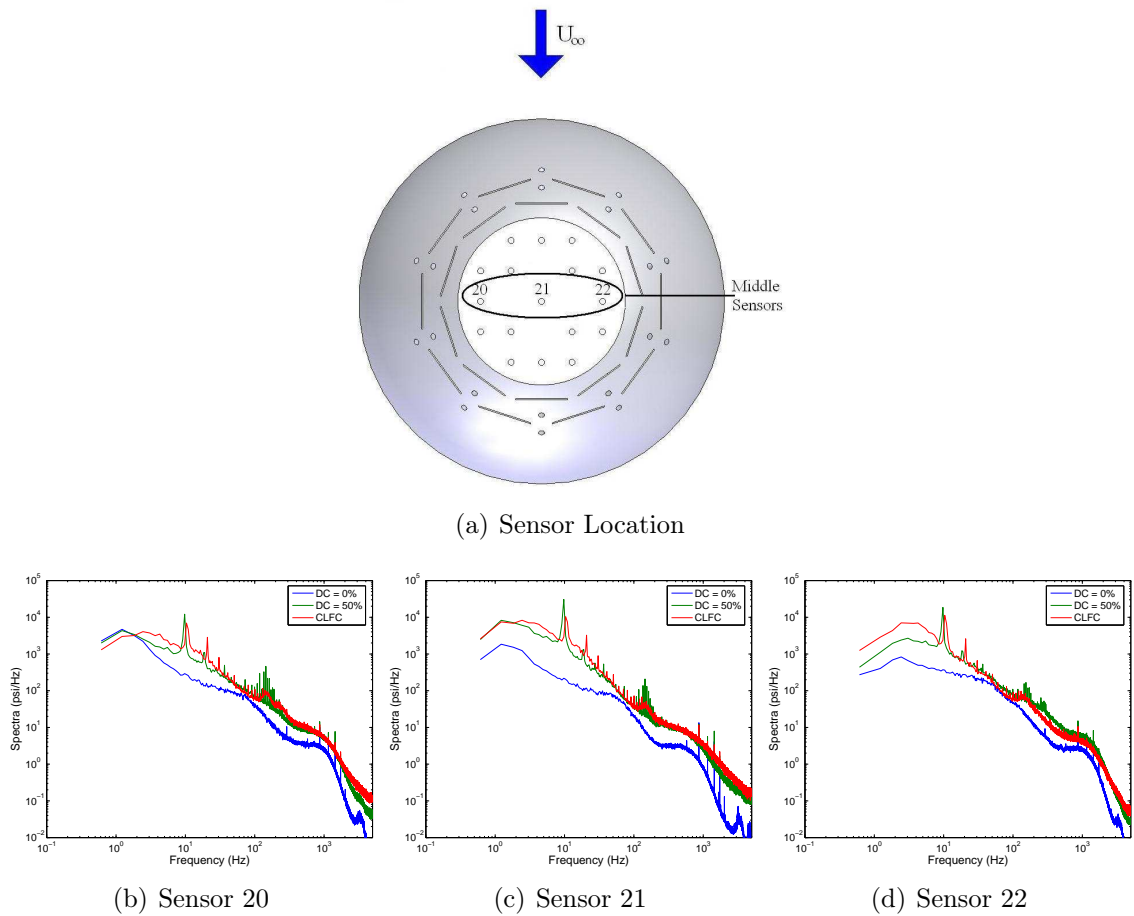 U∞
20 21 22
Middle
Sensors
(a) Sensor Location
10^5
10^4
10^3
10^2
10^1
10^0
10^-1
10^-2
Spectra (psi/Hz)
10^-1 10^0 10^1 10^2 10^3
Frequency (Hz)
DC = 0%
DC = 50%
CLFC
(b) Sensor 20
10^5
10^4
10^3
10^2
10^1
10^0
10^-1
10^-2
Spectra (psi/Hz)
10^-1 10^0 10^1 10^2 10^3
Frequency (Hz)
DC = 0%
DC = 50%
CLFC
(c) Sensor 21
10^5
10^4
10^3
10^2
10^1
10^0
10^-1
10^-2
Spectra (psi/Hz)
10^-1 10^0 10^1 10^2 10^3
Frequency (Hz)
DC = 0%
DC = 50%
CLFC
(d) Sensor 22